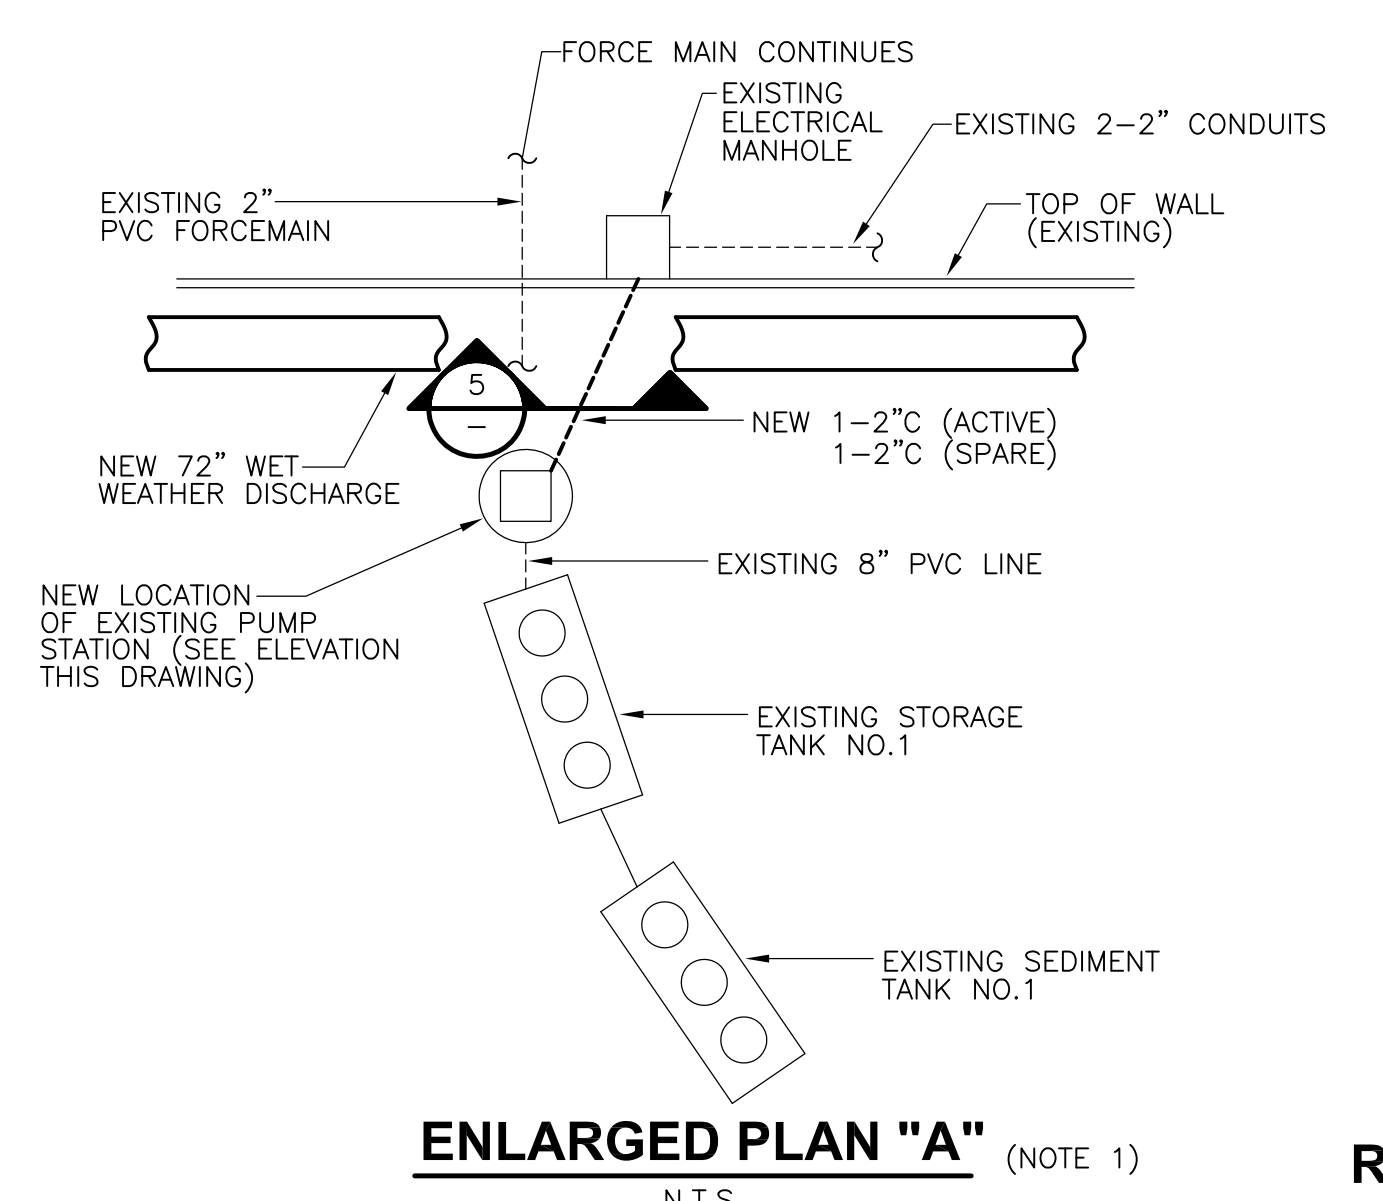 FORCE MAIN CONTINUES
EXISTING
ELECTRICAL
MANHOLE
EXISTING 2-2" CONDUITS
EXISTING 2"
PVC FORCEMAIN
TOP OF WALL
(EXISTING)
5
-
NEW 1-2"C (ACTIVE)
1-2"C (SPARE)
NEW 72" WET
WEATHER DISCHARGE
EXISTING 8" PVC LINE
NEW LOCATION
OF EXISTING PUMP
STATION (SEE ELEVATION
THIS DRAWING)
EXISTING STORAGE
TANK NO.1
EXISTING SEDIMENT
TANK NO.1
ENLARGED PLAN "A" (NOTE 1)
N.T.S.